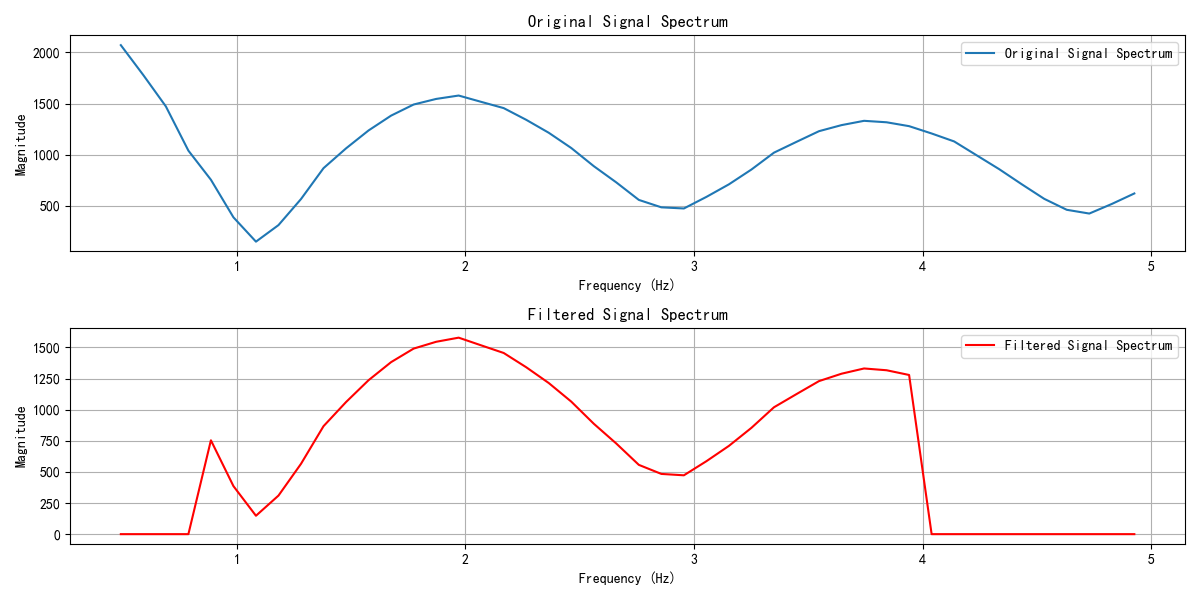 Original Signal Spectrum
Original Signal Spectrum
Magnitude
2000
1500
1000
500
1 2 3 4 5
Frequency (Hz)
Filtered Signal Spectrum
Filtered Signal Spectrum
Magnitude
1500
1250
1000
750
500
250
0
1 2 3 4 5
Frequency (Hz)